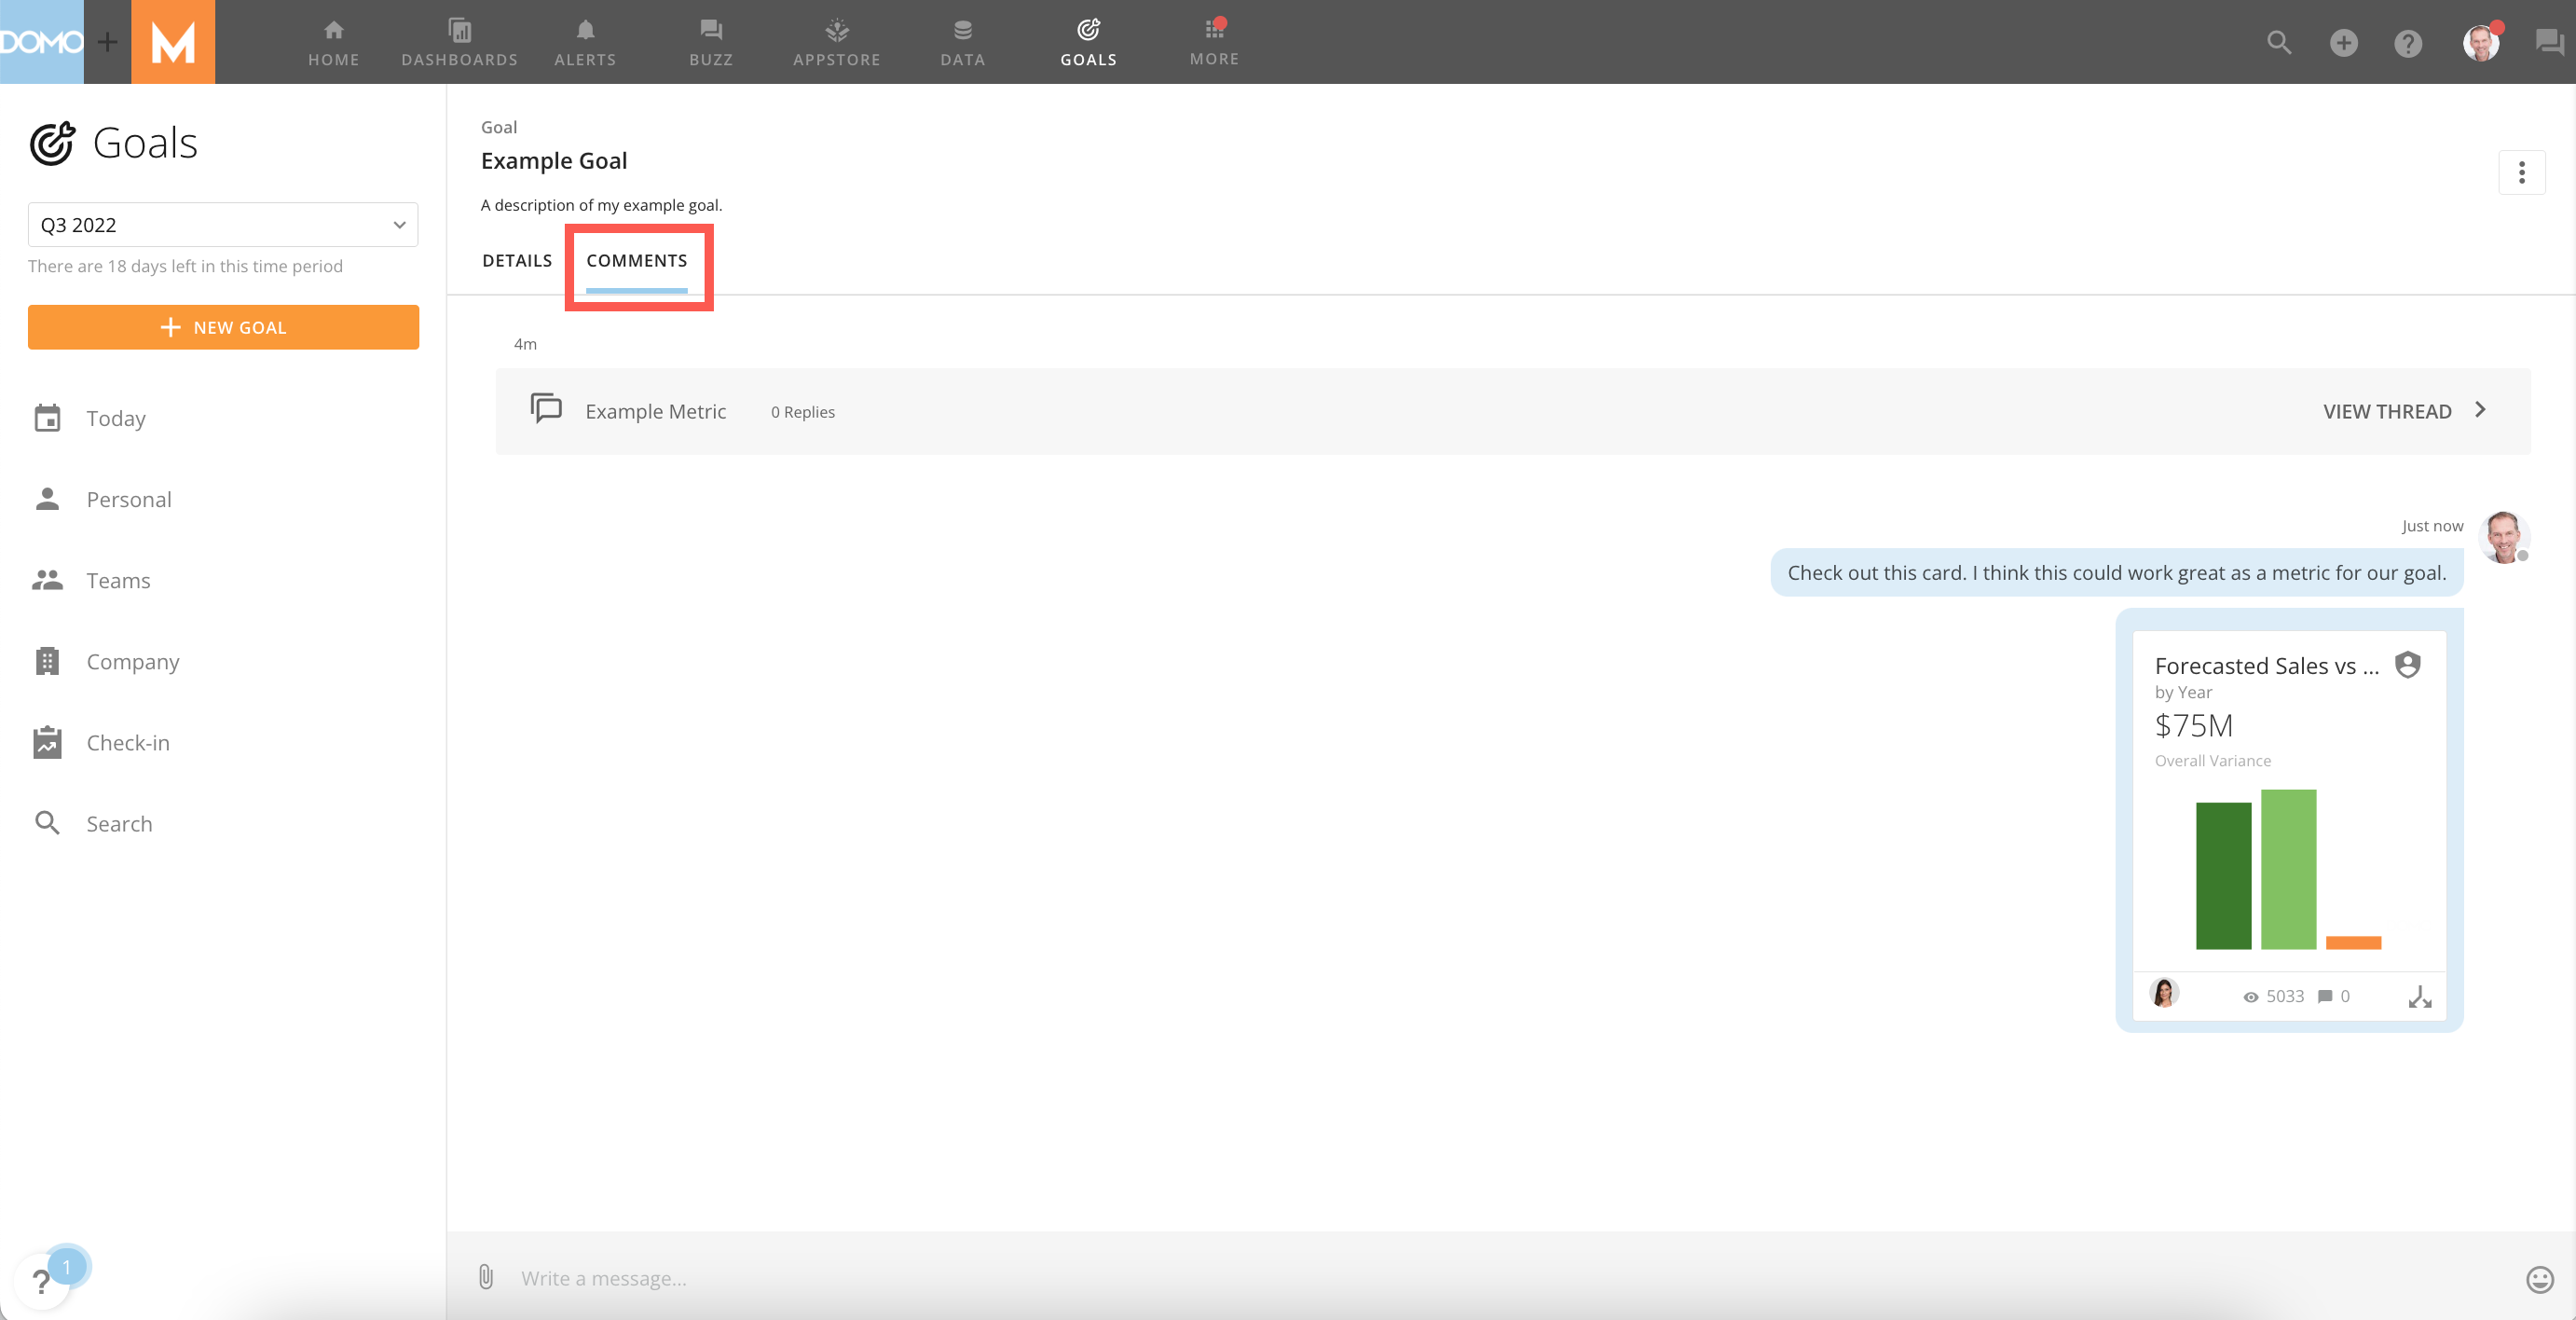 DOMO
M
HOME
DASHBOARDS
ALERTS
BUZZ
APPSTORE
DATA
GOALS
MORE
Goals
Q3 2022
There are 18 days left in this time period
NEW GOAL
Today
Personal
Teams
Company
Check-in
Search
? 1
Goal
Example Goal
A description of my example goal.
DETAILS COMMENTS
4m
Example Metric 0 Replies VIEW THREAD
Just now
Check out this card. I think this could work great as a metric for our goal.
Forecasted Sales vs ...
by Year
$75M
Overall Variance
5033 0
Write a message...